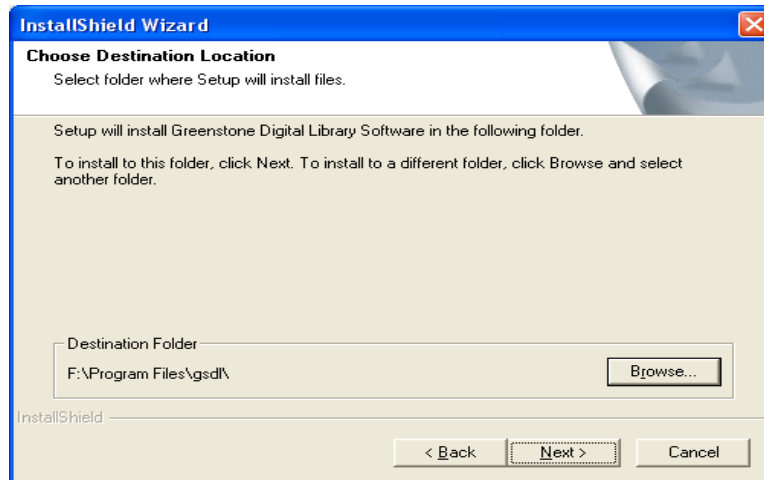 InstallShield Wizard
Choose Destination Location
Select folder where Setup will install files.
Setup will install Greenstone Digital Library Software in the following folder.
To install to this folder, click Next. To install to a different folder, click Browse and select
another folder.
Destination Folder
F:\Program Files\gsdl\
Browse...
InstallShield
< Back
Next >
Cancel